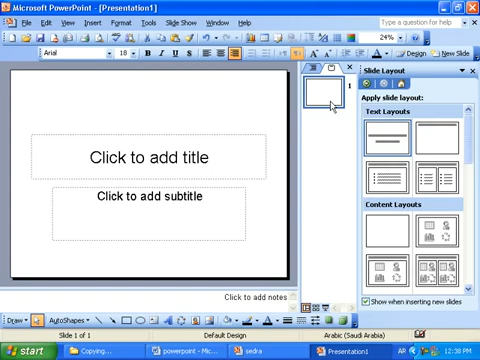 Microsoft PowerPoint - [Presentation1]
File Edit View Insert Format Tools Slide Show Window Help
Type a question for help
24%
Arial 18 B I U S Design New Slide
Slide Layout
1
Apply slide layout:
Text Layouts
Click to add title
Click to add subtitle
Content Layouts
Click to add notes
Show when inserting new slides
Draw AutoShapes
Slide 1 of 1 Default Design Arabic (Saudi Arabia)
start Copying... powerpoint - Mic... sedra Presentation1 AR 12:38 PM